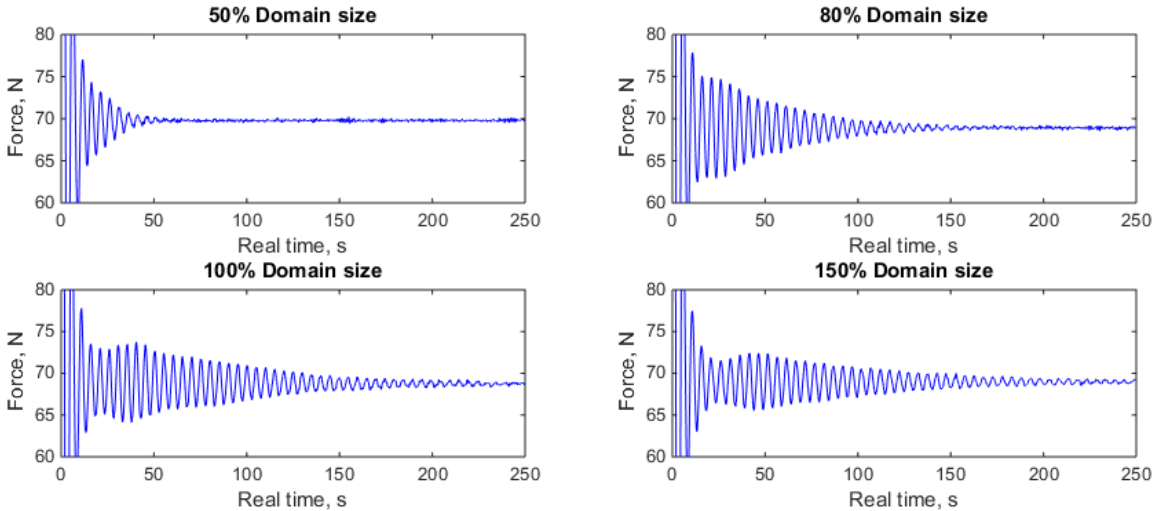 50% Domain size
80
75
70
65
60
Force, N
0 50 100 150 200 250
Real time, s
80% Domain size
80
75
70
65
60
Force, N
0 50 100 150 200 250
Real time, s
100% Domain size
80
75
70
65
60
Force, N
0 50 100 150 200 250
Real time, s
150% Domain size
80
75
70
65
60
Force, N
0 50 100 150 200 250
Real time, s